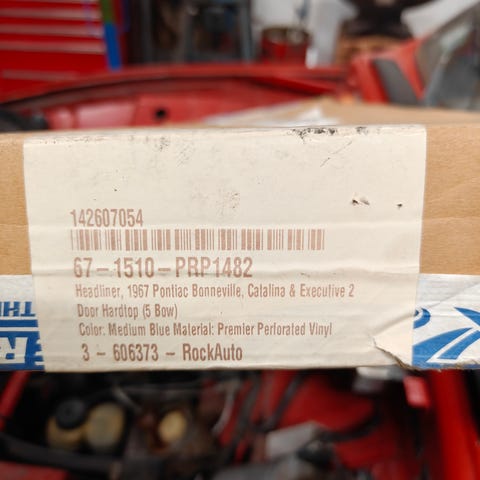 142607054
67-1510-PRP1482
Headliner, 1967 Pontiac Bonneville, Catalina & Executive 2
Door Hardtop (5 Bow)
Color: Medium Blue Material: Premier Perforated Vinyl
3 - 606373 - RockAuto